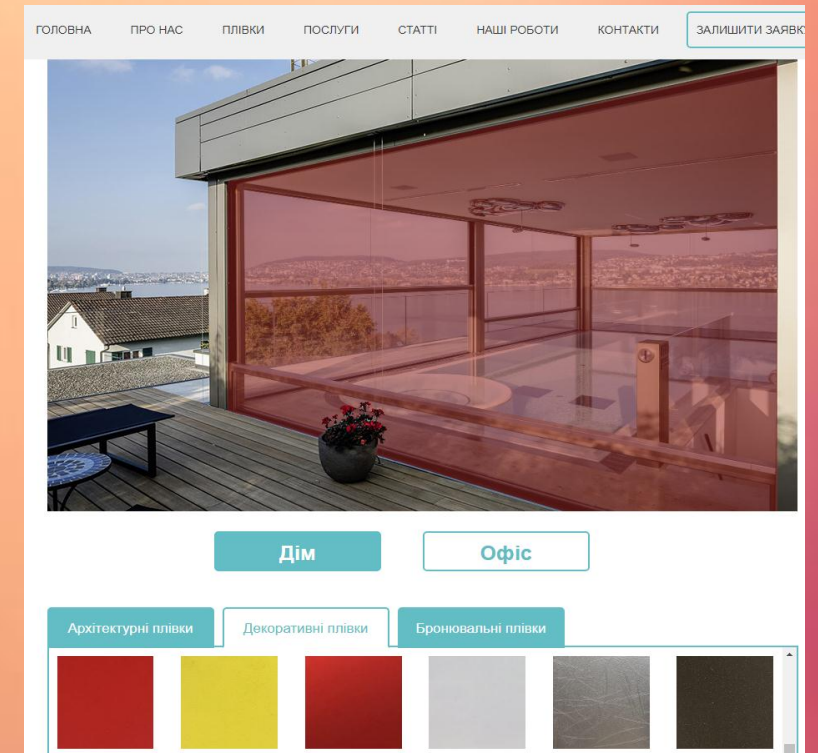 ГОЛОВНА ПРО НАС ПЛІВКИ ПОСЛУГИ СТАТТІ НАШІ РОБОТИ КОНТАКТИ ЗАЛИШИТИ ЗАЯВКУ
Дім Офіс
Архітектурні плівки Декоративні плівки Бронювальні плівки